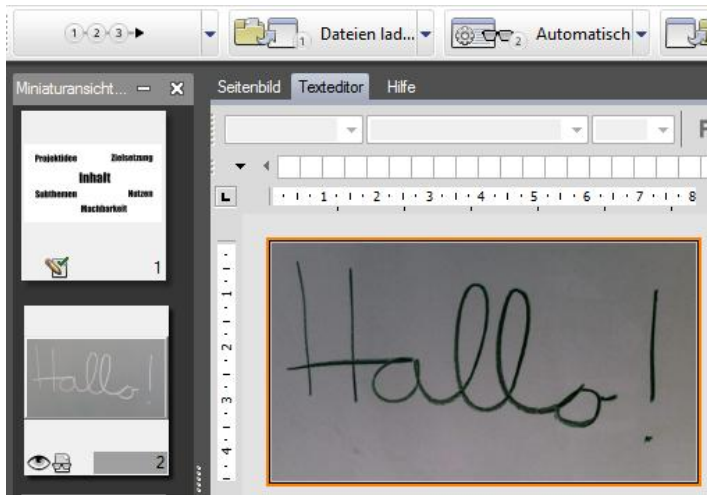 1 2 3
Dateien lad...
1
Automatisch
2
Miniaturansicht...
Seitenbild Texteditor Hilfe
Projektideen Zielsetzung
Inhalt
Subthemen Nutzen
Machbarkeit
1
F
L
1 2 3 4 5 6 7 8
1
2
3
4
Hallo!
Hallo!
2